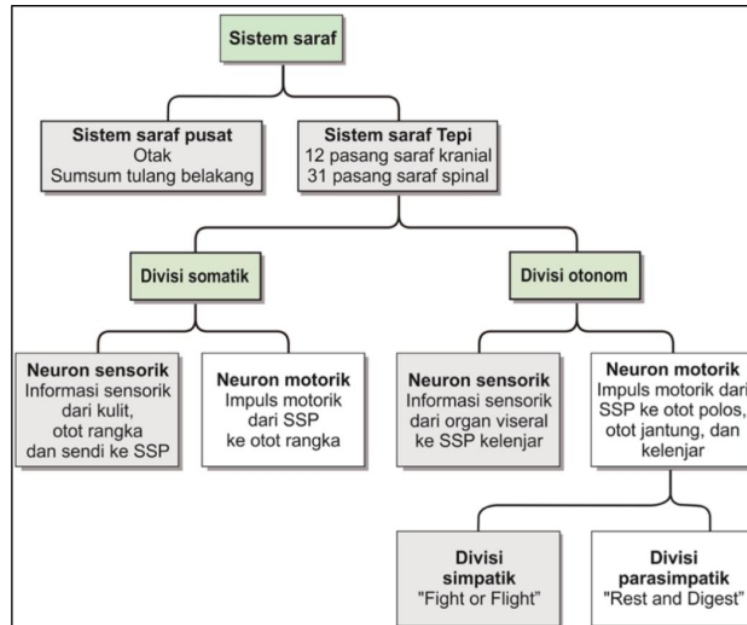 Sistem saraf
Sistem saraf pusat
Otak
Sumsum tulang belakang
Sistem saraf Tepi
12 pasang saraf kranial
31 pasang saraf spinal
Divisi somatik
Divisi otonom
Neuron sensorik
Informasi sensorik
dari kulit,
otot rangka
dan sendi ke SSP
Neuron motorik
Impuls motorik
dari SSP
ke otot rangka
Neuron sensorik
Informasi sensorik
dari organ viseral
ke SSP kelenjar
Neuron motorik
Impuls motorik dari
SSP ke otot polos,
otot jantung, dan
kelenjar
Divisi
simpatik
"Fight or Flight”
Divisi
parasimpatik
"Rest and Digest”